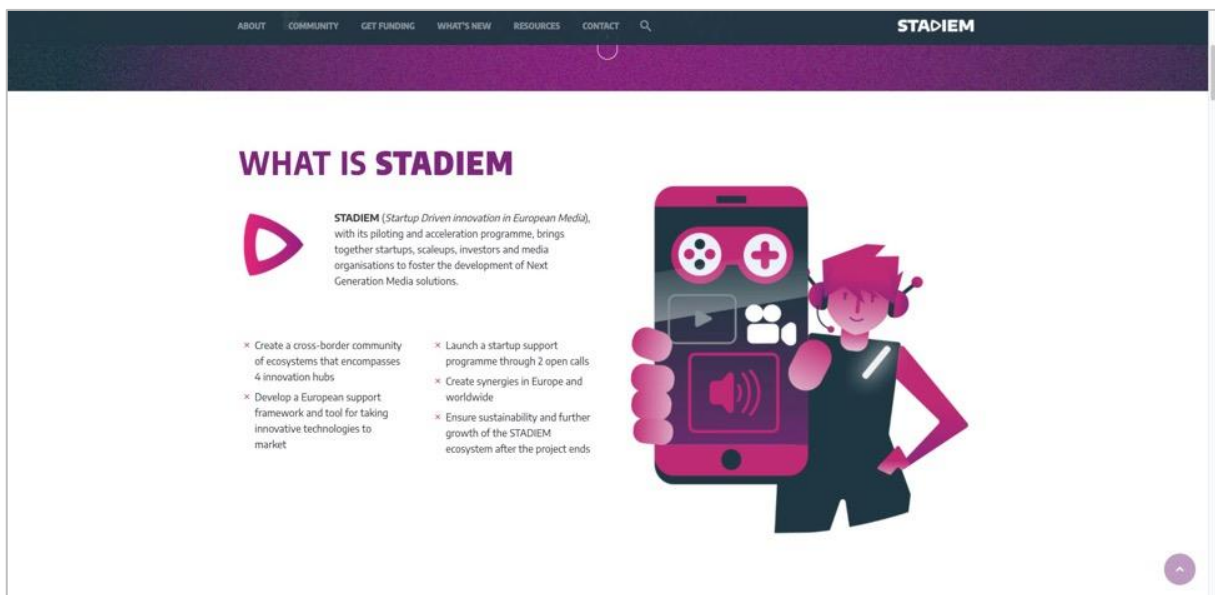 ABOUT COMMUNITY GET FUNDING WHAT'S NEW RESOURCES CONTACT STADIEM
WHAT IS STADIEM
STADIEM (Startup Driven innovation in European Media),
with its piloting and acceleration programme, brings
together startups, scaleups, investors and media
organisations to foster the development of Next
Generation Media solutions.
× Create a cross-border community
of ecosystems that encompasses
4 innovation hubs
× Develop a European support
framework and tool for taking
innovative technologies to
market
× Launch a startup support
programme through 2 open calls
× Create synergies in Europe and
worldwide
× Ensure sustainability and further
growth of the STADIEM
ecosystem after the project ends